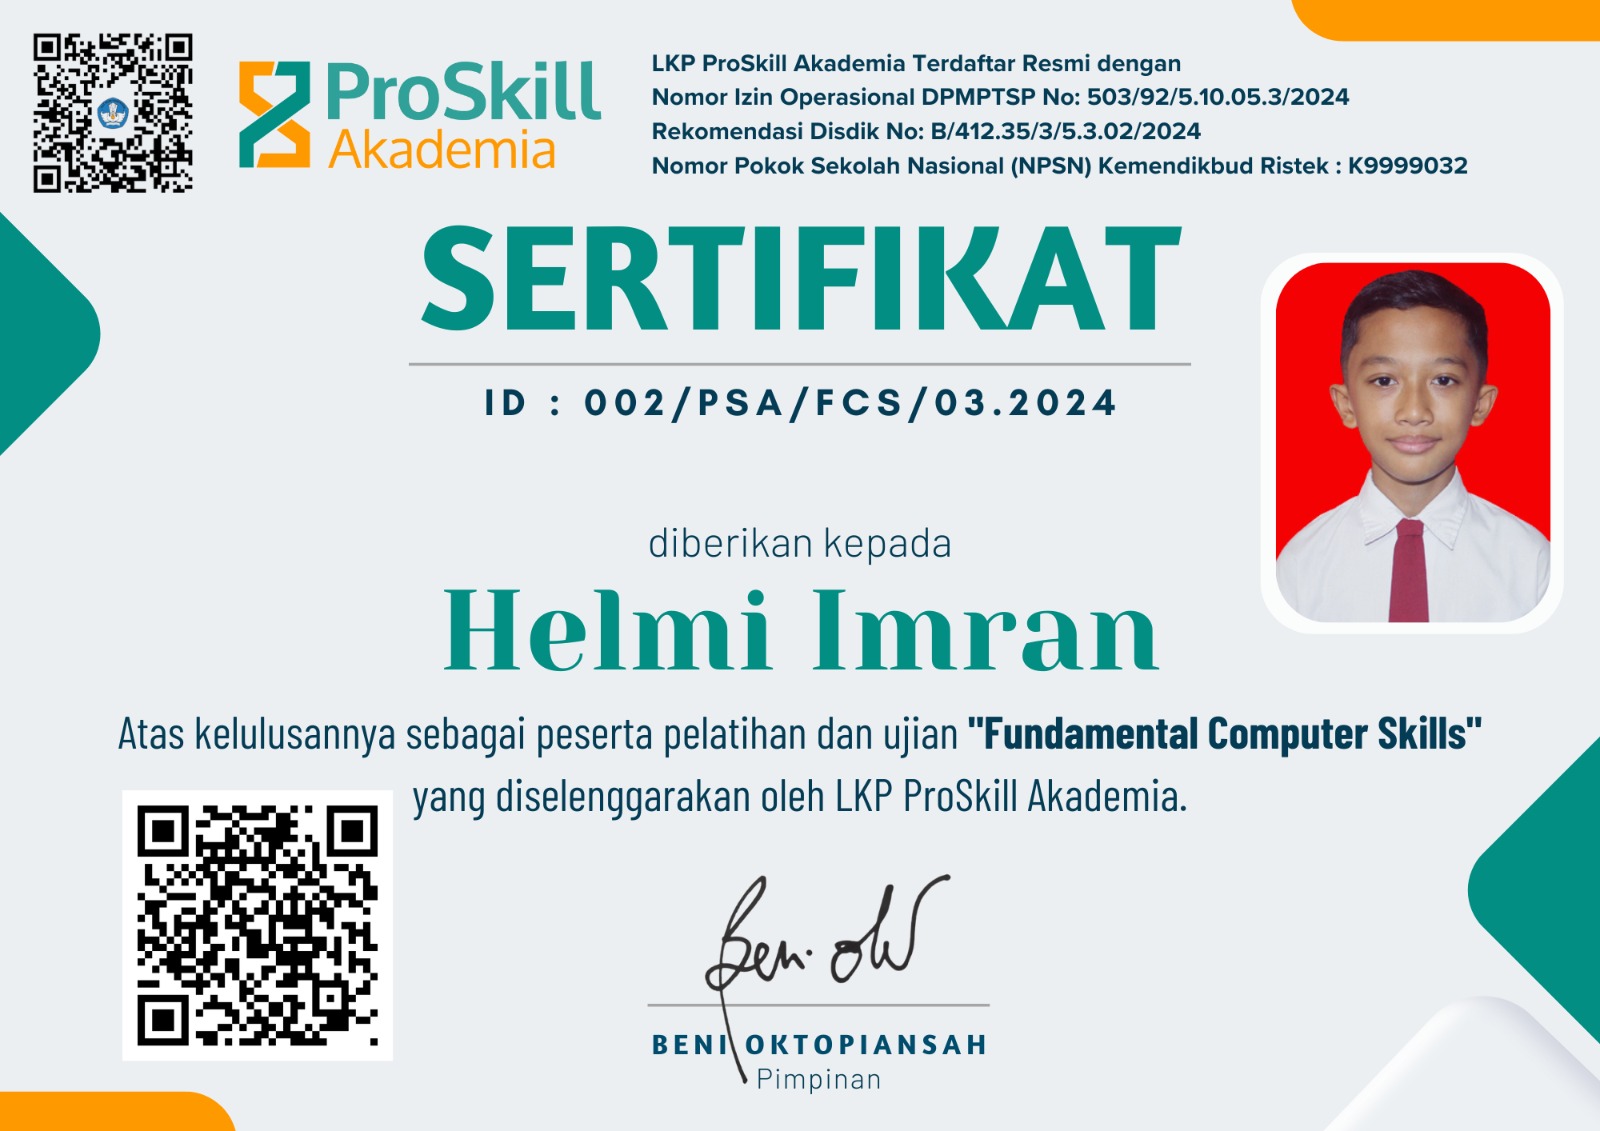 ProSkill
Akademia
LKP ProSkill Akademia Terdaftar Resmi dengan
Nomor Izin Operasional DPMPTSP No: 503/92/5.10.05.3/2024
Rekomendasi Disdik No: B/412.35/3/5.3.02/2024
Nomor Pokok Sekolah Nasional (NPSN) Kemendikbud Ristek : K9999032
SERTIFIKAT
ID : 002/PSA/FCS/03.2024
diberikan kepada
Helmi Imran
Atas kelulusannya sebagai peserta pelatihan dan ujian "Fundamental Computer Skills"
yang diselenggarakan oleh LKP ProSkill Akademia.
BENI OKTOPIANSAH
Pimpinan